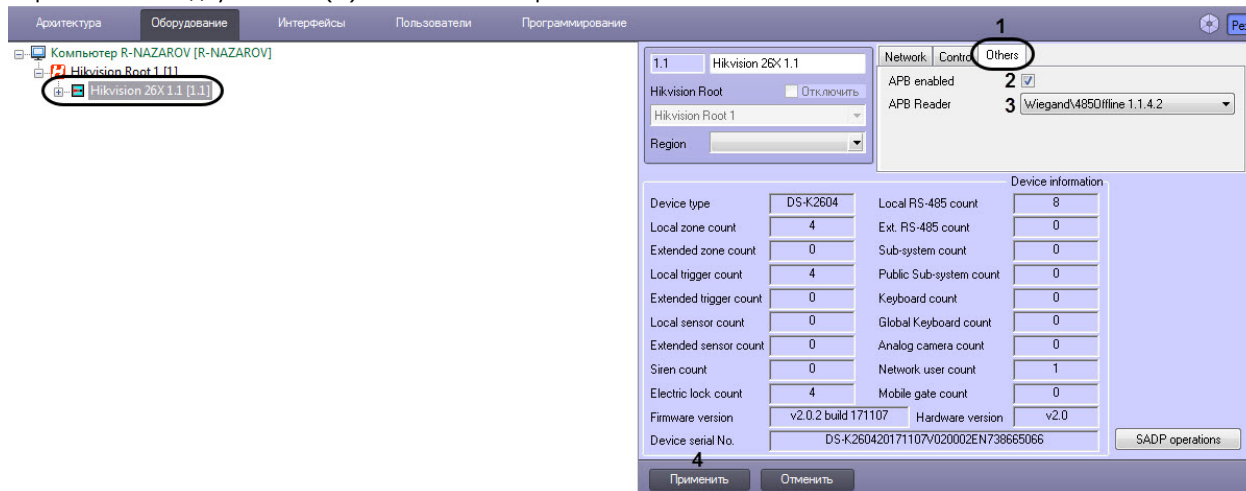 Архитектура Оборудование Интерфейсы Пользователи Программирование
1
Компьютер R-NAZAROV [R-NAZAROV]
Hikvision Root 1 [1]
Hikvision 26X 1.1 [1.1]
1.1 Hikvision 26X 1.1
Hikvision Root Отключить
Hikvision Root 1
Region
Network Control Others
APB enabled 2
APB Reader 3 Wiegand\485Offline 1.1.4.2
Device information
Device type DS-K2604 Local RS-485 count 8
Local zone count 4 Ext. RS-485 count 0
Extended zone count 0 Sub-system count 0
Local trigger count 4 Public Sub-system count 0
Extended trigger count 0 Keyboard count 0
Local sensor count 0 Global Keyboard count 0
Extended sensor count 0 Analog camera count 0
Siren count 0 Network user count 1
Electric lock count 4 Mobile gate count 0
Firmware version v2.0.2 build 171107 Hardware version v2.0
Device serial No. DS-K260420171107V020002EN738665066 SADP operations
4
Применить Отменить